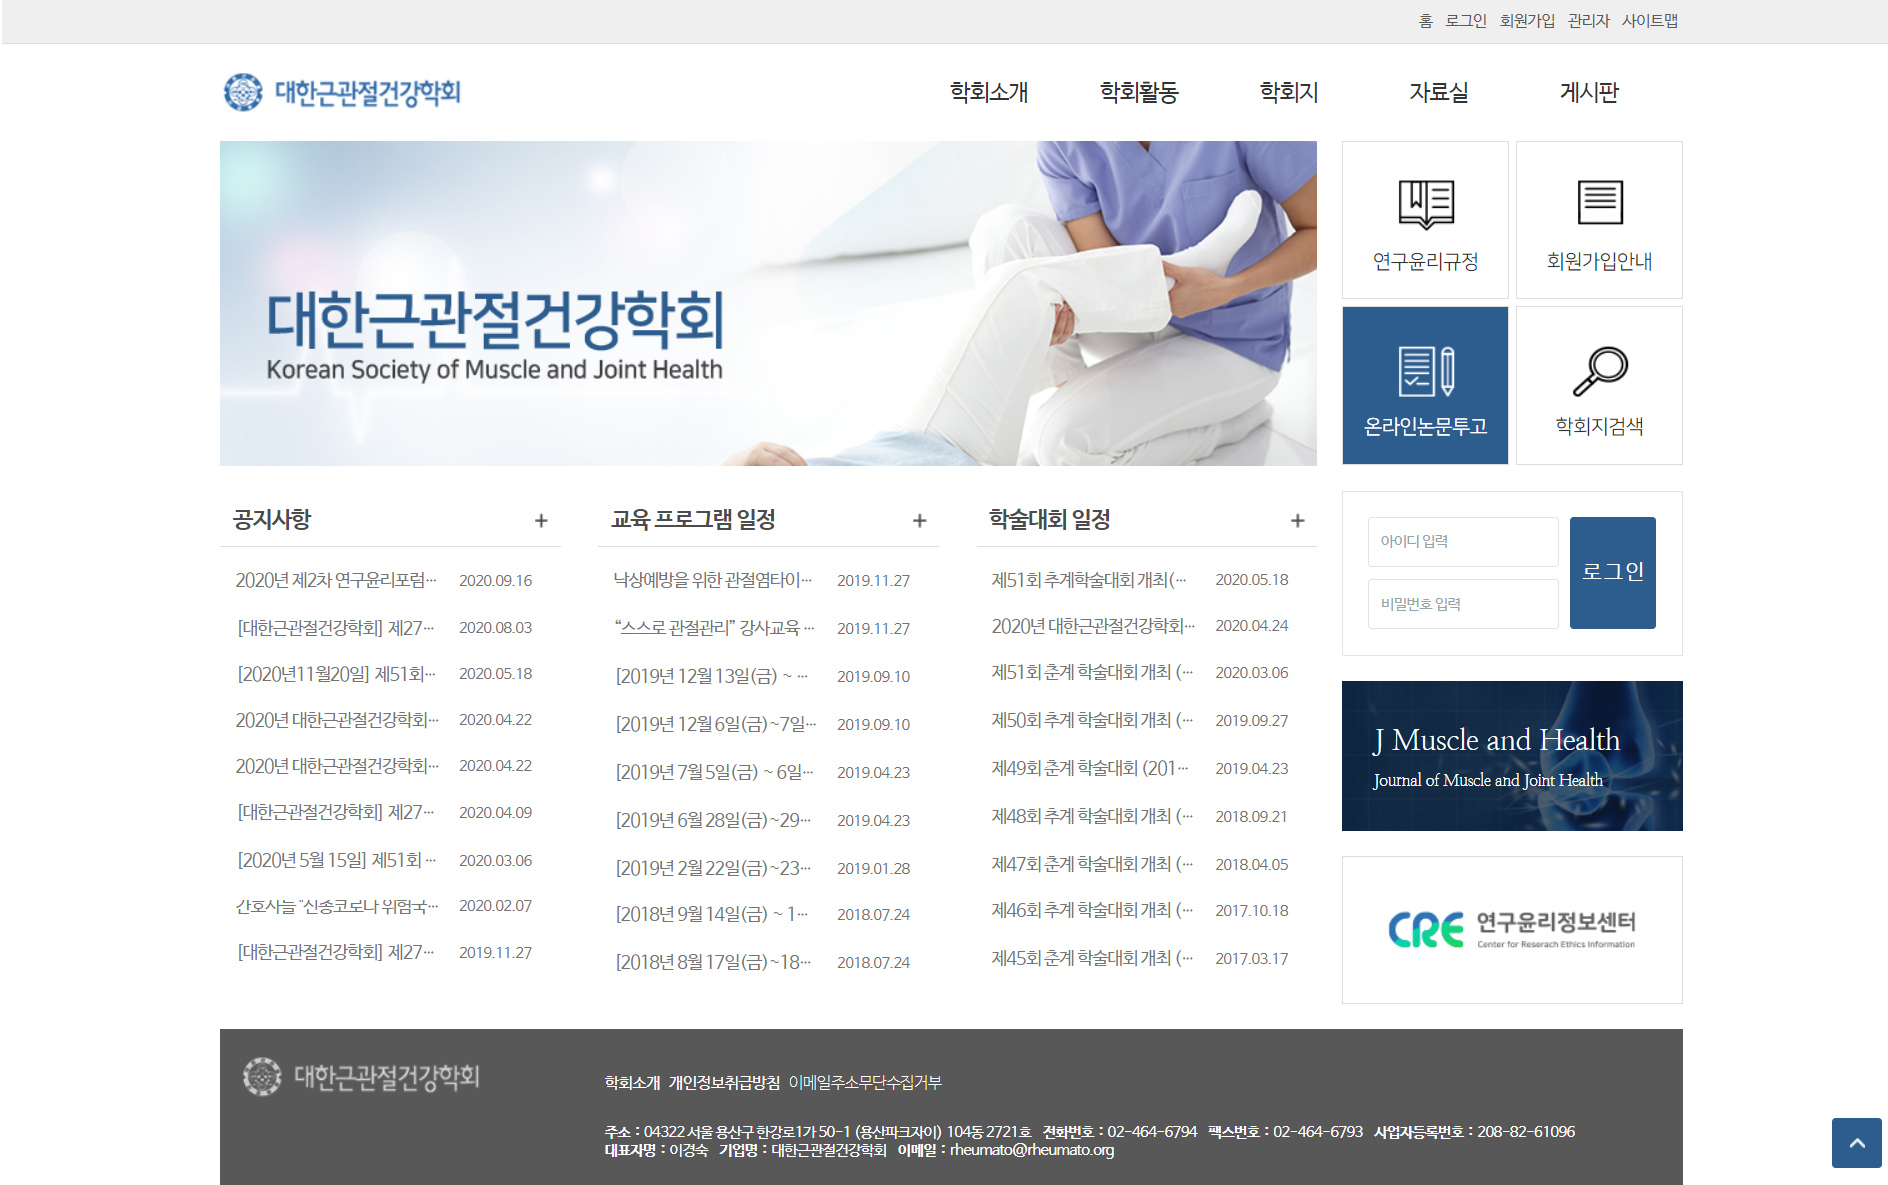 홈 로그인 회원가입 관리자 사이트맵
대한근관절건강학회
학회소개 학회활동 학회지 자료실 게시판
대한근관절건강학회
Korean Society of Muscle and Joint Health
연구윤리규정
회원가입안내
온라인논문투고
학회지검색
공지사항 +
2020년 제2차 연구윤리포럼… 2020.09.16
[대한근관절건강학회] 제27… 2020.08.03
[2020년11월20일] 제51회… 2020.05.18
2020년 대한근관절건강학회… 2020.04.22
2020년 대한근관절건강학회… 2020.04.22
[대한근관절건강학회] 제27… 2020.04.09
[2020년 5월 15일] 제51회 … 2020.03.06
간호사들 "신종코로나 위험국… 2020.02.07
[대한근관절건강학회] 제27… 2019.11.27
교육 프로그램 일정 +
낙상예방을 위한 관절염타이… 2019.11.27
“스스로 관절관리” 강사교육 … 2019.11.27
[2019년 12월 13일(금) ~ … 2019.09.10
[2019년 12월 6일(금)~7일… 2019.09.10
[2019년 7월 5일(금) ~ 6일… 2019.04.23
[2019년 6월 28일(금)~29… 2019.04.23
[2019년 2월 22일(금)~23… 2019.01.28
[2018년 9월 14일(금) ~ 1… 2018.07.24
[2018년 8월 17일(금)~18… 2018.07.24
학술대회 일정 +
제51회 추계학술대회 개최(… 2020.05.18
2020년 대한근관절건강학회… 2020.04.24
제51회 춘계 학술대회 개최 (… 2020.03.06
제50회 추계 학술대회 개최 (… 2019.09.27
제49회 춘계 학술대회 (201… 2019.04.23
제48회 추계 학술대회 개최 (… 2018.09.21
제47회 춘계 학술대회 개최 (… 2018.04.05
제46회 추계 학술대회 개최 (… 2017.10.18
제45회 춘계 학술대회 개최 (… 2017.03.17
아이디 입력
비밀번호 입력
로그인
J Muscle and Health
Journal of Muscle and Joint Health
CRE 연구윤리정보센터
Center for Reserach Ethics Information
대한근관절건강학회
학회소개 개인정보취급방침 이메일주소무단수집거부
주소 : 04322 서울 용산구 한강로1가 50-1 (용산파크자이) 104동 2721호 전화번호 : 02-464-6794 팩스번호 : 02-464-6793 사업자등록번호 : 208-82-61096
대표자명 : 이경숙 기업명 : 대한근관절건강학회 이메일 : rheumato@rheumato.org